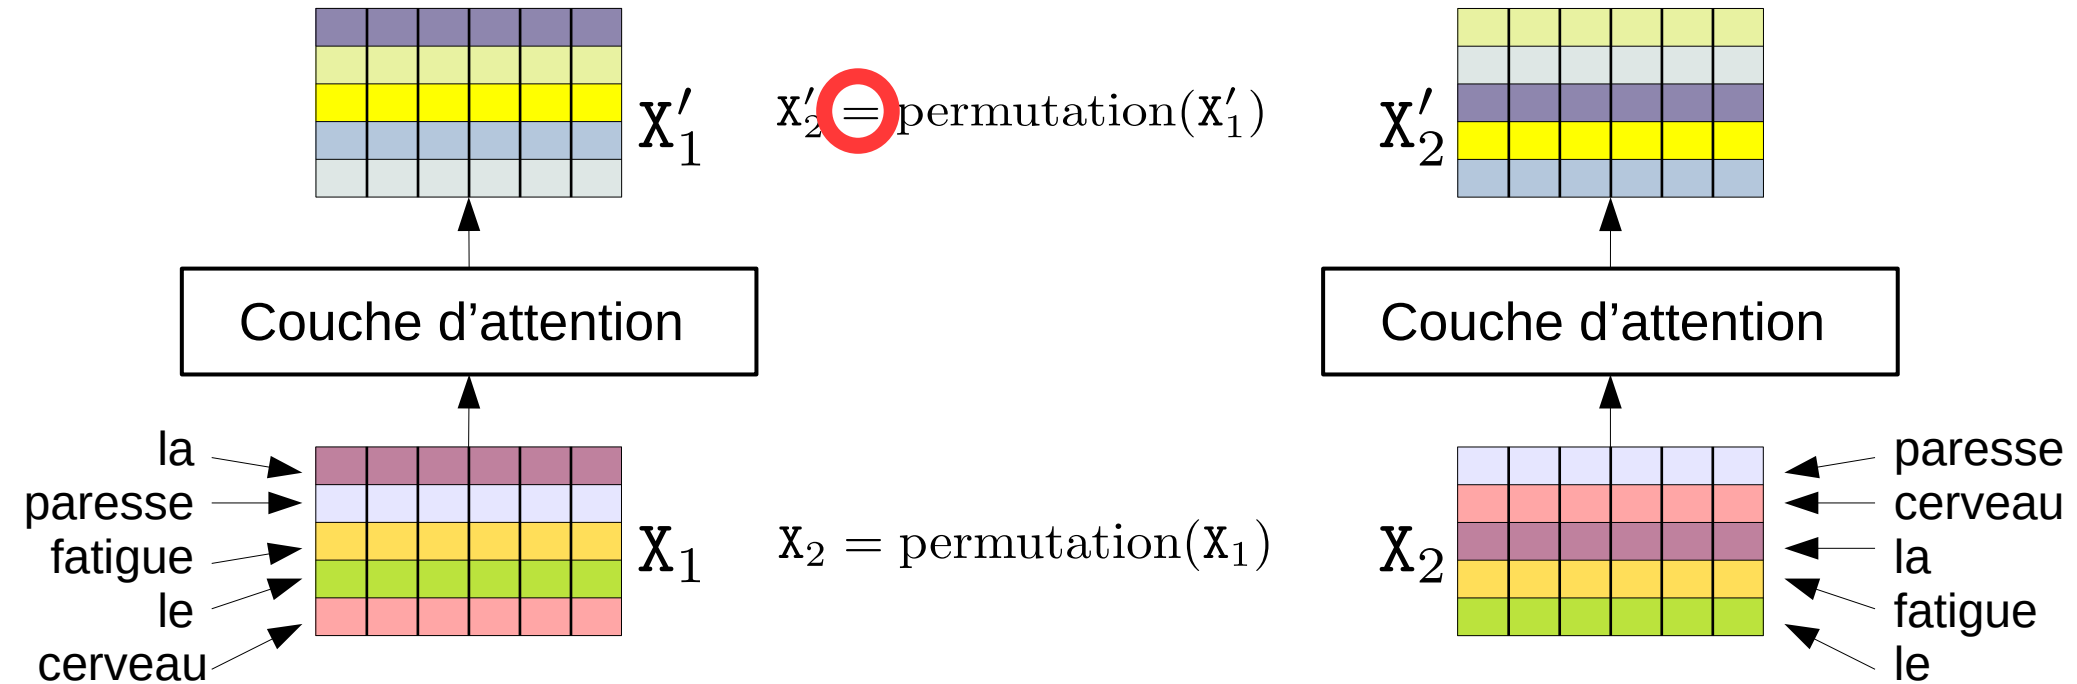 X′₁
X′₂ = permutation(X′₁)
X′₂
Couche d’attention
Couche d’attention
la
paresse
fatigue
le
cerveau
X₁
X₂ = permutation(X₁)
X₂
paresse
cerveau
la
fatigue
le